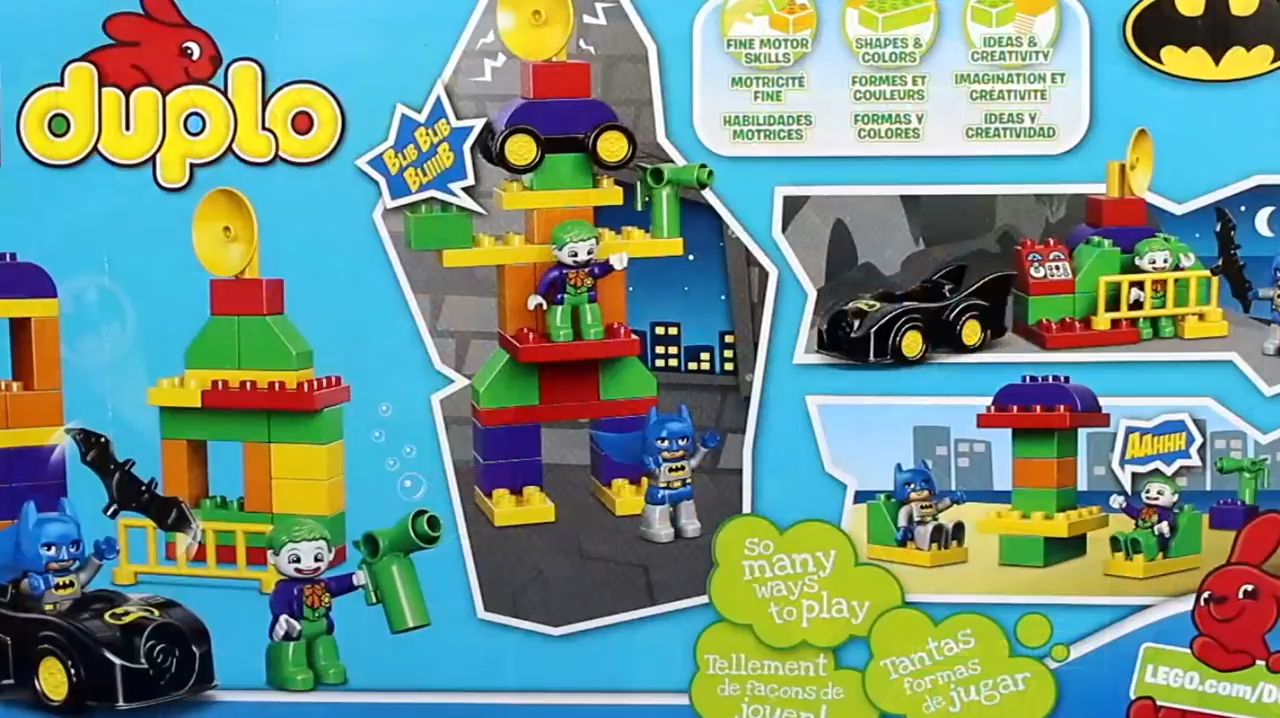 duplo
BLIB BLIB
BLIIIIB
FINE MOTOR
SKILLS
MOTRICITÉ
FINE
HABILIDADES
MOTRICES
SHAPES &
COLORS
FORMES ET
COULEURS
FORMAS Y
COLORES
IDEAS &
CREATIVITY
IMAGINATION ET
CRÉATIVITÉ
IDEAS Y
CREATIVIDAD
AAHHH
so
many
ways
to play
Tellement
de façons de
jouer!
Tantas
formas
de jugar
LEGO.com/D